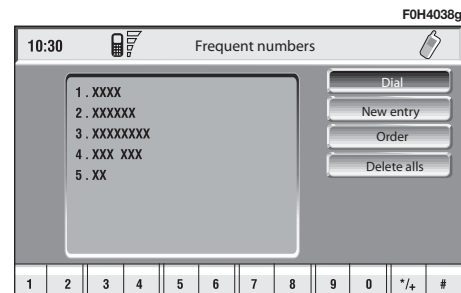 F0H4038g
10:30 Frequent numbers
1 . XXXX
2 . XXXXXX
3 . XXXXXXXX
4 . XXX XXX
5 . XX
Dial
New entry
Order
Delete alls
1 2 3 4 5 6 7 8 9 0 */+ #